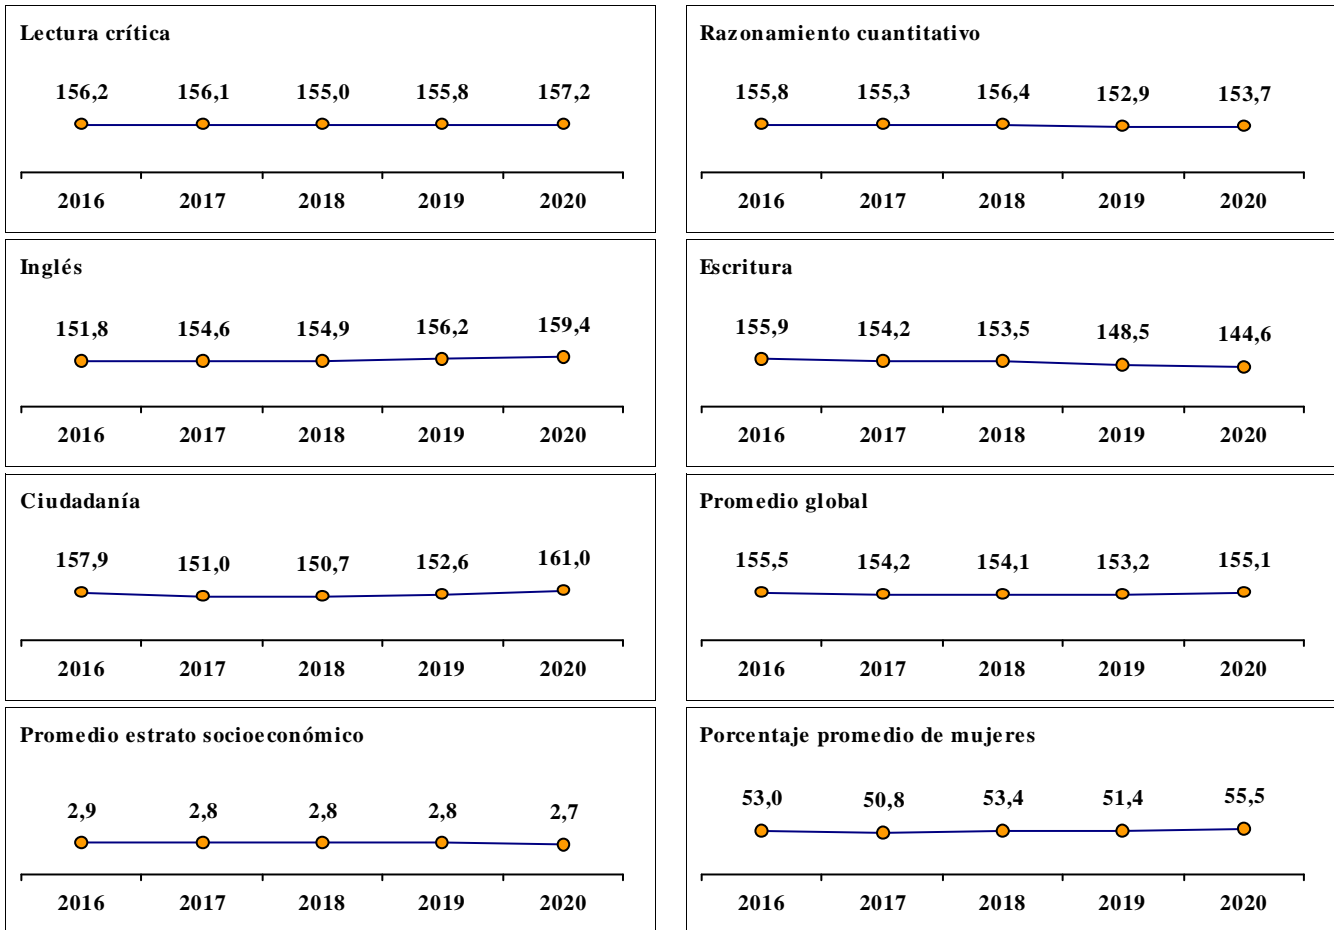 Lectura crítica
156,2 156,1 155,0 155,8 157,2
2016 2017 2018 2019 2020
Razonamiento cuantitativo
155,8 155,3 156,4 152,9 153,7
2016 2017 2018 2019 2020
Inglés
151,8 154,6 154,9 156,2 159,4
2016 2017 2018 2019 2020
Escritura
155,9 154,2 153,5 148,5 144,6
2016 2017 2018 2019 2020
Ciudadanía
157,9 151,0 150,7 152,6 161,0
2016 2017 2018 2019 2020
Promedio global
155,5 154,2 154,1 153,2 155,1
2016 2017 2018 2019 2020
Promedio estrato socioeconómico
2,9 2,8 2,8 2,8 2,7
2016 2017 2018 2019 2020
Porcentaje promedio de mujeres
53,0 50,8 53,4 51,4 55,5
2016 2017 2018 2019 2020